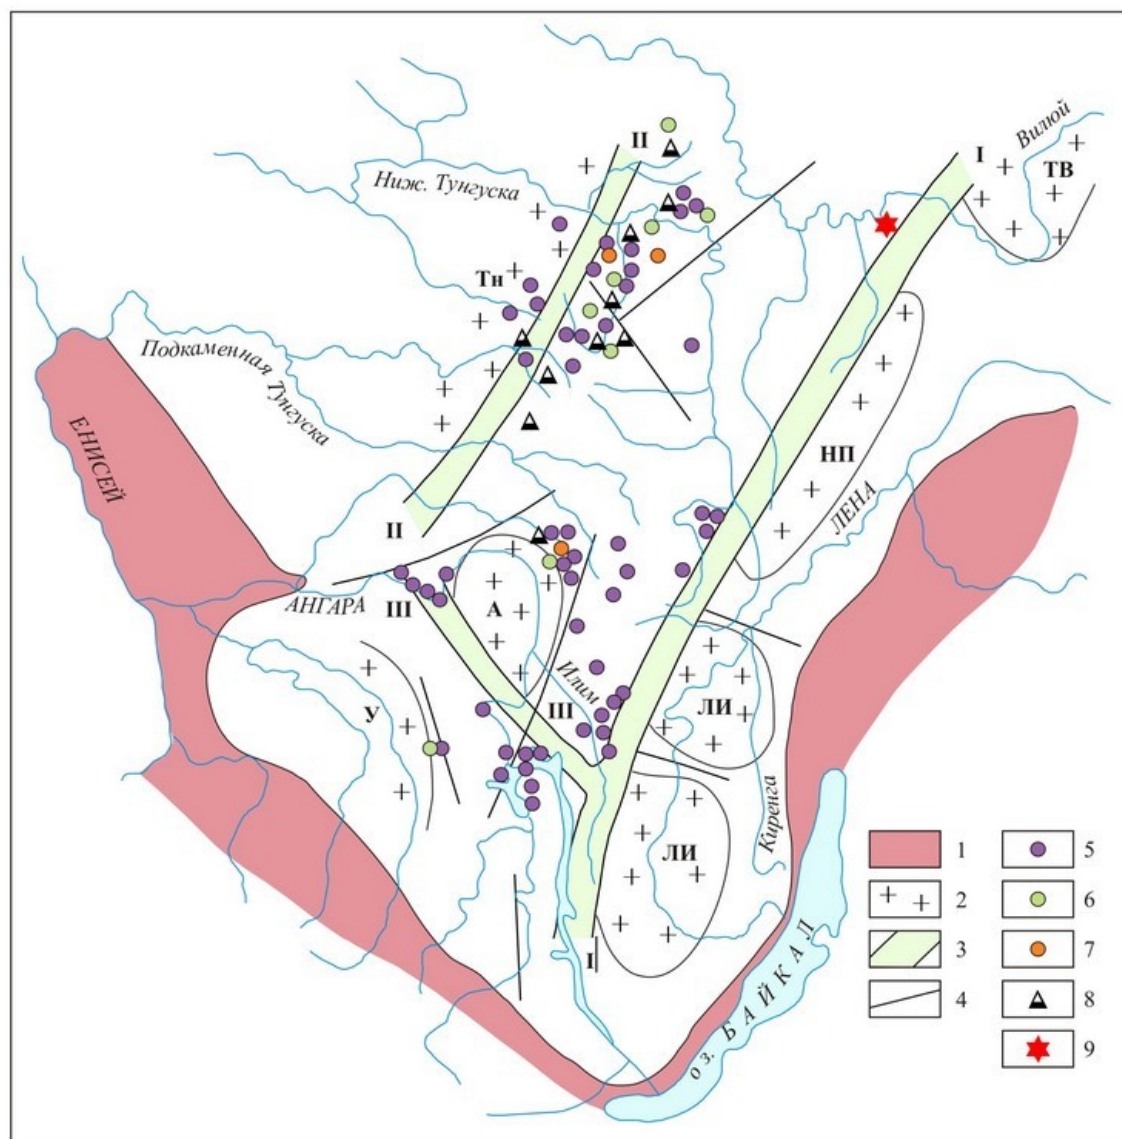 II
I
Вилюй
ТВ
Ниж. Тунгуска
Тн
Подкаменная Тунгуска
ЕНИСЕЙ
НП
ЛЕНА
II
АНГАРА
III
А
Илим
III
У
ЛИ
Киренга
ЛИ
I
оз. БАЙКАЛ
1
2
3
4
5
6
7
8
9